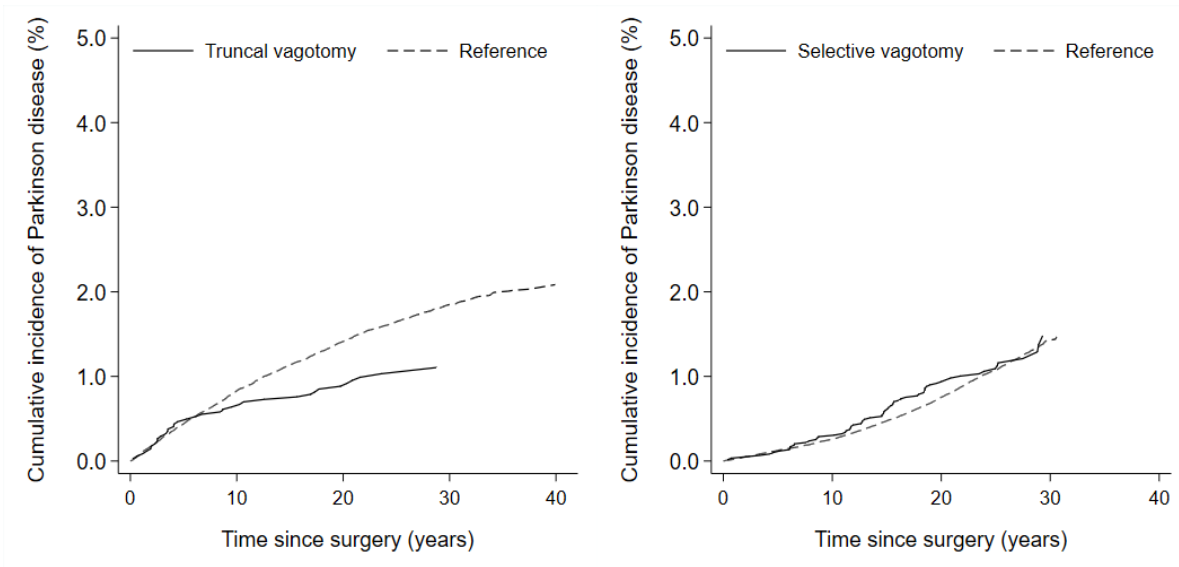 Cumulative incidence of Parkinson disease (%)
5.0
4.0
3.0
2.0
1.0
0.0
Truncal vagotomy
Reference
0
10
20
30
40
Time since surgery (years)
Cumulative incidence of Parkinson disease (%)
5.0
4.0
3.0
2.0
1.0
0.0
Selective vagotomy
Reference
0
10
20
30
40
Time since surgery (years)